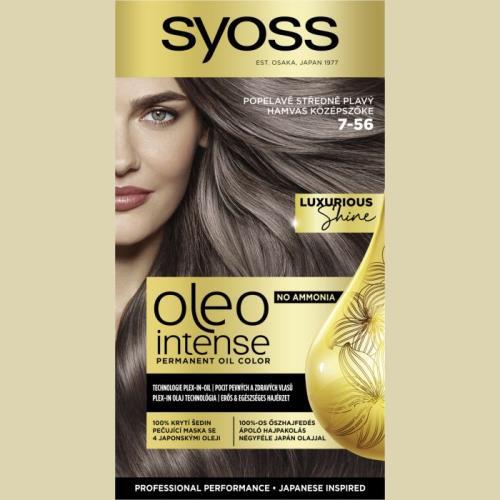 syoss
EST. OSAKA, JAPAN 1977
POPELAVĚ STŘEDNĚ PLAVÝ
HAMVAS KÖZÉPSZŐKE
7-56
LUXURIOUS
Shine
NO AMMONIA
oleo
intense
PERMANENT OIL COLOR
TECHNOLOGIE PLEX-IN-OIL | POCIT PEVNÝCH A ZDRAVÝCH VLASŮ
PLEX-IN OLAJ TECHNOLÓGIA | ERŐS & EGÉSZSÉGES HAJÉRZET
100% KRYTÍ ŠEDIN
PEČUJÍCÍ MASKA SE
4 JAPONSKÝMI OLEJI
100%-OS ŐSZHAJFEDÉS
ÁPOLÓ HAJPAKOLÁS
NÉGYFÉLE JAPÁN OLAJJAL
PROFESSIONAL PERFORMANCE • JAPANESE INSPIRED